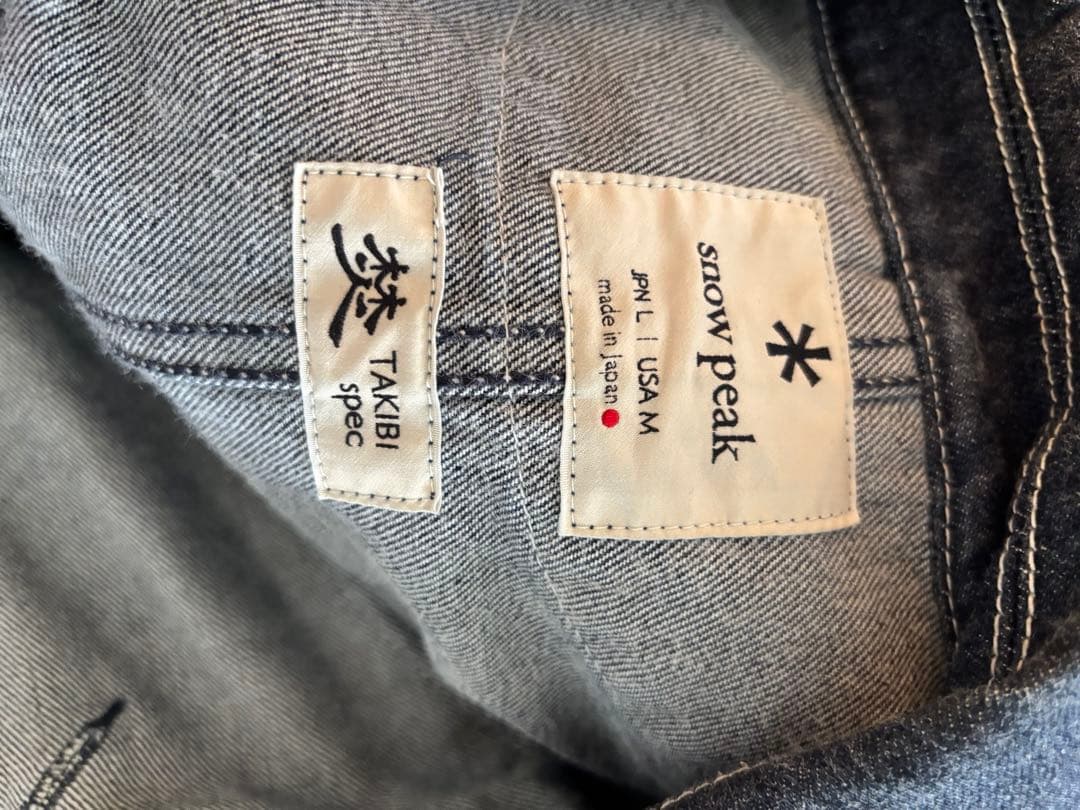 snow peak
JPN L | USA M
made in japan
焚
TAKIBI
spec